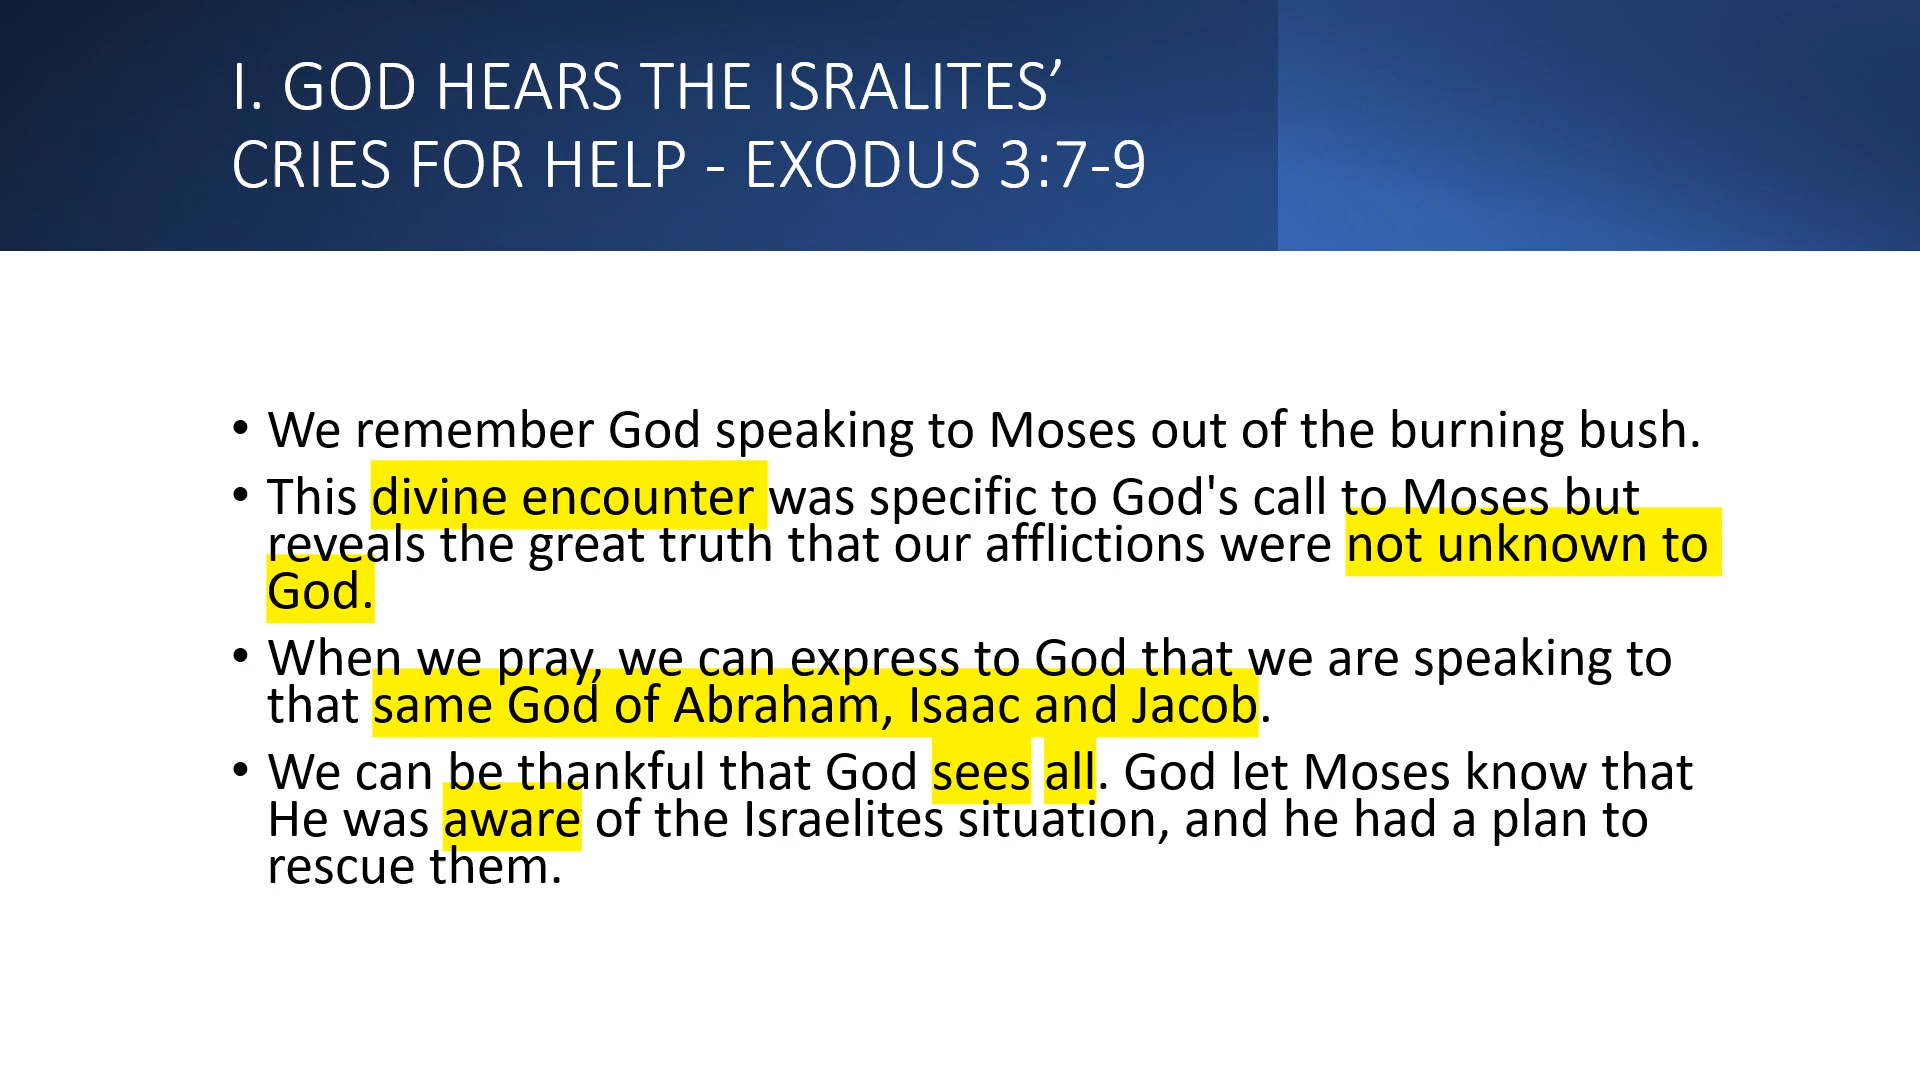 I. GOD HEARS THE ISRALITES’
CRIES FOR HELP - EXODUS 3:7-9
• We remember God speaking to Moses out of the burning bush.
• This divine encounter was specific to God's call to Moses but
reveals the great truth that our afflictions were not unknown to
God.
• When we pray, we can express to God that we are speaking to
that same God of Abraham, Isaac and Jacob.
• We can be thankful that God sees all. God let Moses know that
He was aware of the Israelites situation, and he had a plan to
rescue them.